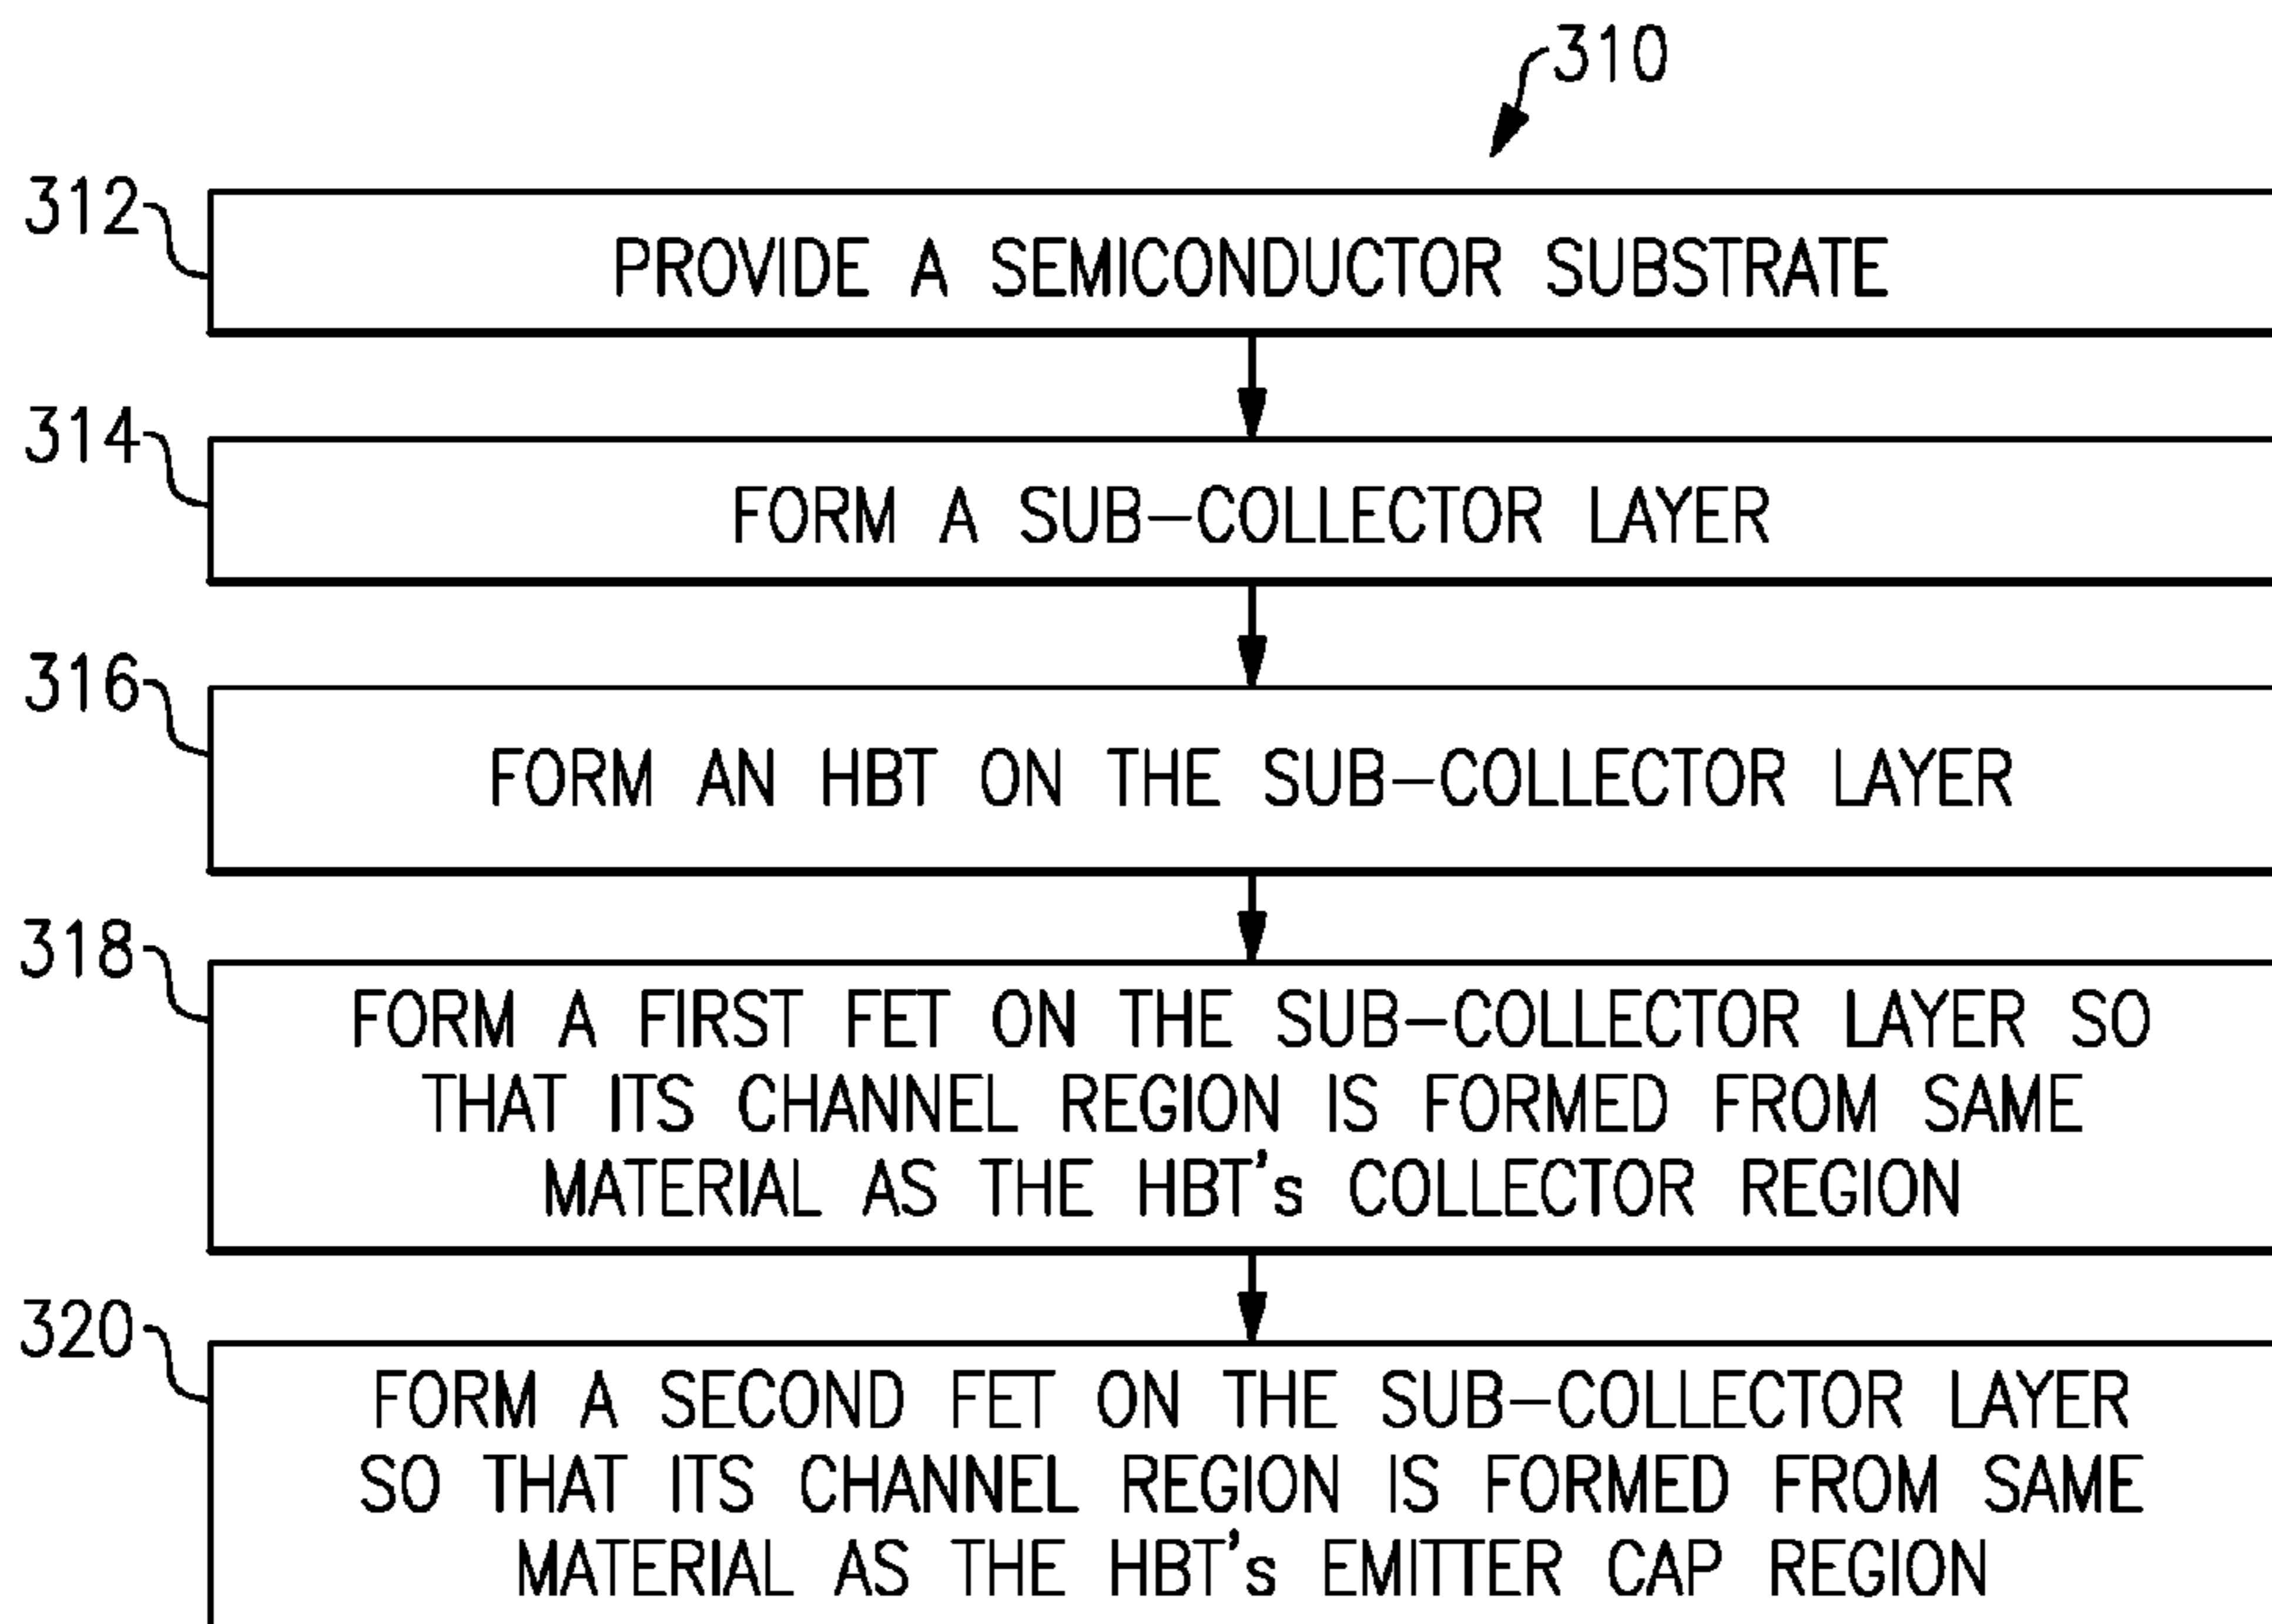 310
312
PROVIDE A SEMICONDUCTOR SUBSTRATE
314
FORM A SUB-COLLECTOR LAYER
316
FORM AN HBT ON THE SUB-COLLECTOR LAYER
318
FORM A FIRST FET ON THE SUB-COLLECTOR LAYER SO
THAT ITS CHANNEL REGION IS FORMED FROM SAME
MATERIAL AS THE HBT's COLLECTOR REGION
320
FORM A SECOND FET ON THE SUB-COLLECTOR LAYER
SO THAT ITS CHANNEL REGION IS FORMED FROM SAME
MATERIAL AS THE HBT's EMITTER CAP REGION